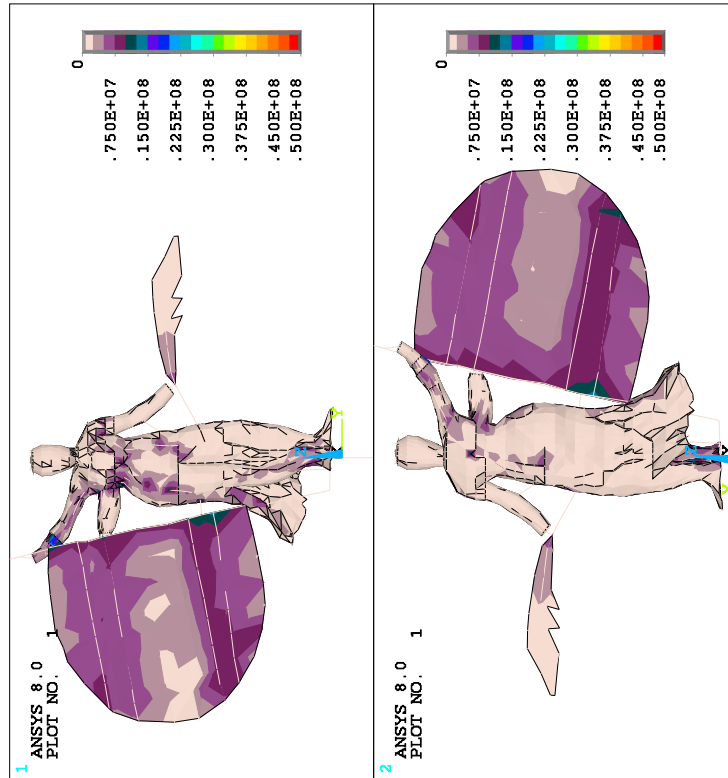 1
ANSYS 8.0
PLOT NO. 1
0
.750E+07
.150E+08
.225E+08
.300E+08
.375E+08
.450E+08
.500E+08
Z
Y
2
ANSYS 8.0
PLOT NO. 1
0
.750E+07
.150E+08
.225E+08
.300E+08
.375E+08
.450E+08
.500E+08
Z